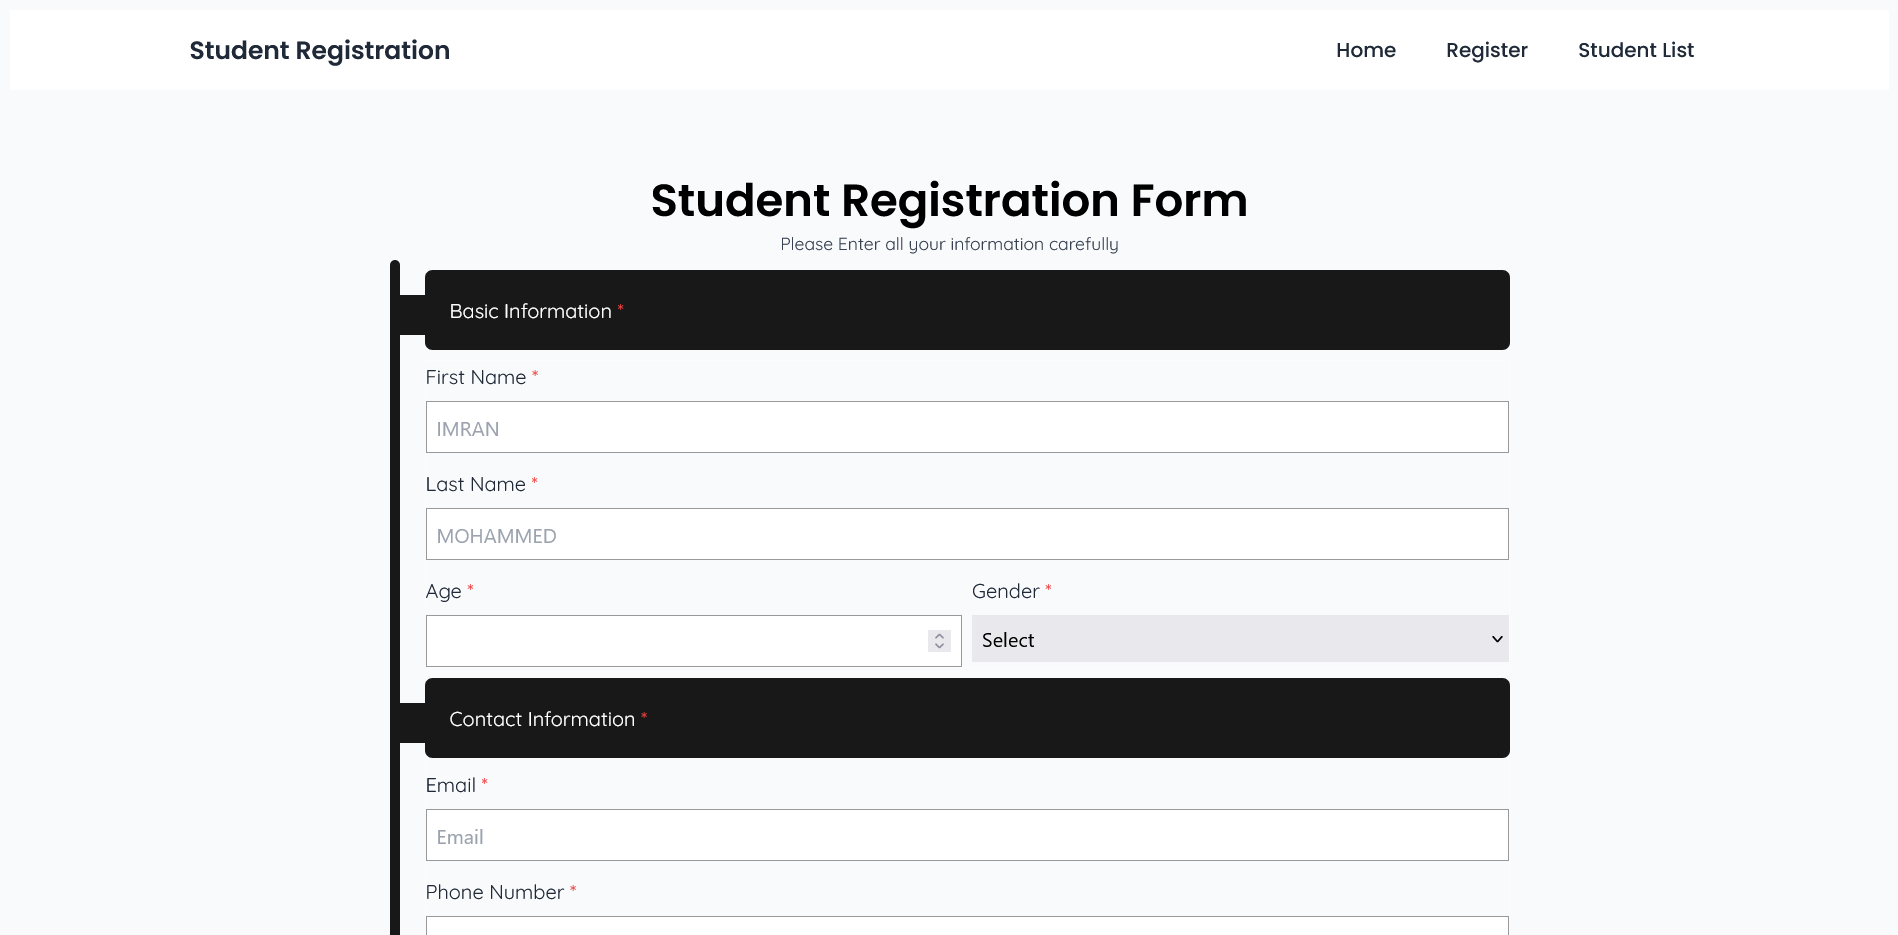 Student Registration
Home Register Student List
Student Registration Form
Please Enter all your information carefully
Basic Information *
First Name *
IMRAN
Last Name *
MOHAMMED
Age * Gender *
Select
Contact Information *
Email *
Email
Phone Number *